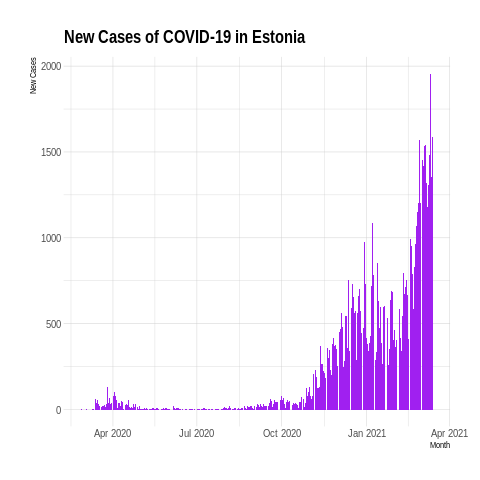 New Cases of COVID-19 in Estonia
New Cases
2000
1500
1000
500
0
Apr 2020
Jul 2020
Oct 2020
Jan 2021
Apr 2021
Month